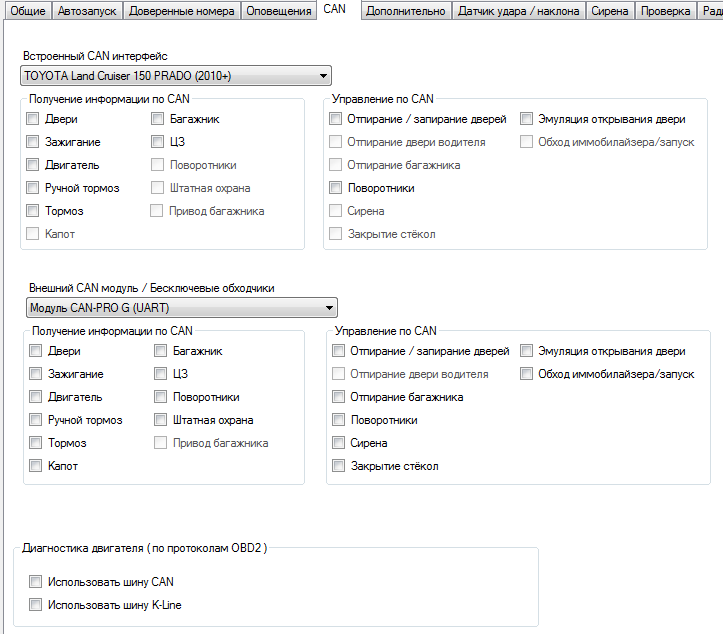 Общие Автозапуск Доверенные номера Оповещения CAN Дополнительно Датчик удара / наклона Сирена Проверка
Встроенный CAN интерфейс
TOYOTA Land Cruiser 150 PRADO (2010+)
Получение информации по CAN
Двери Багажник
Зажигание ЦЗ
Двигатель Поворотники
Ручной тормоз Штатная охрана
Тормоз Привод багажника
Капот
Управление по CAN
Отпирание / запирание дверей Эмуляция открывания двери
Отпирание двери водителя Обход иммобилайзера/запуск
Отпирание багажника
Поворотники
Сирена
Закрытие стёкол
Внешний CAN модуль / Бесключевые обходчики
Модуль CAN-PRO G (UART)
Получение информации по CAN
Двери Багажник
Зажигание ЦЗ
Двигатель Поворотники
Ручной тормоз Штатная охрана
Тормоз Привод багажника
Капот
Управление по CAN
Отпирание / запирание дверей Эмуляция открывания двери
Отпирание двери водителя Обход иммобилайзера/запуск
Отпирание багажника
Поворотники
Сирена
Закрытие стёкол
Диагностика двигателя ( по протоколам OBD2 )
Использовать шину CAN
Использовать шину K-Line